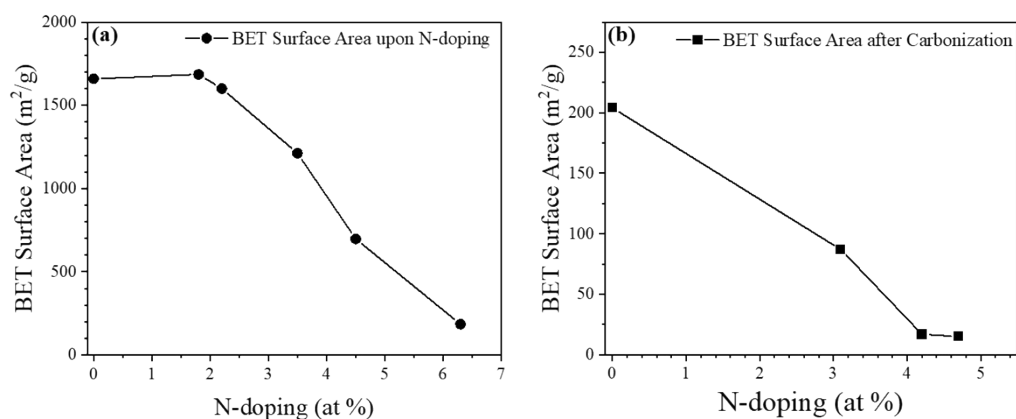 (a)
BET Surface Area upon N-doping
BET Surface Area (m²/g)
2000
1500
1000
500
0
0 1 2 3 4 5 6 7
N-doping (at %)
(b)
BET Surface Area after Carbonization
BET Surface Area (m²/g)
250
200
150
100
50
0
0 1 2 3 4 5
N-doping (at %)